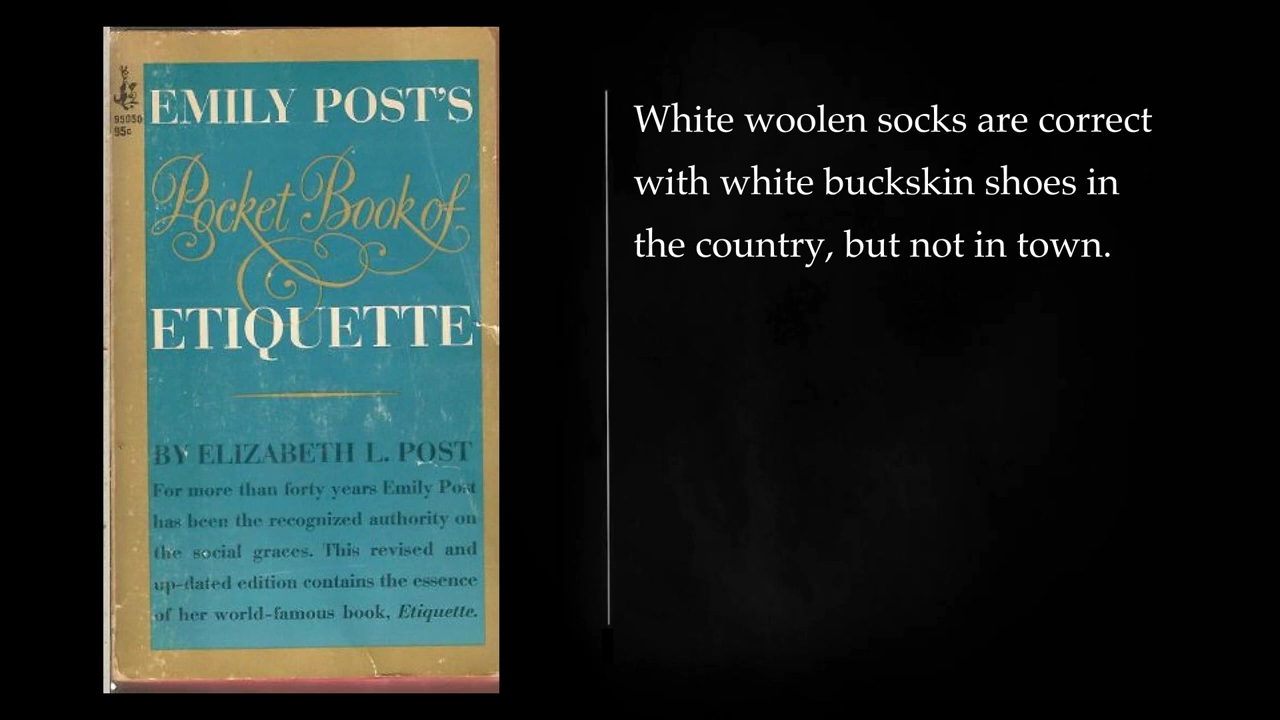 95050
95c
EMILY POST'S
Pocket Book of
ETIQUETTE
BY ELIZABETH L. POST
For more than forty years Emily Post
has been the recognized authority on
the social graces. This revised and
up-dated edition contains the essence
of her world-famous book, Etiquette.
White woolen socks are correct
with white buckskin shoes in
the country, but not in town.